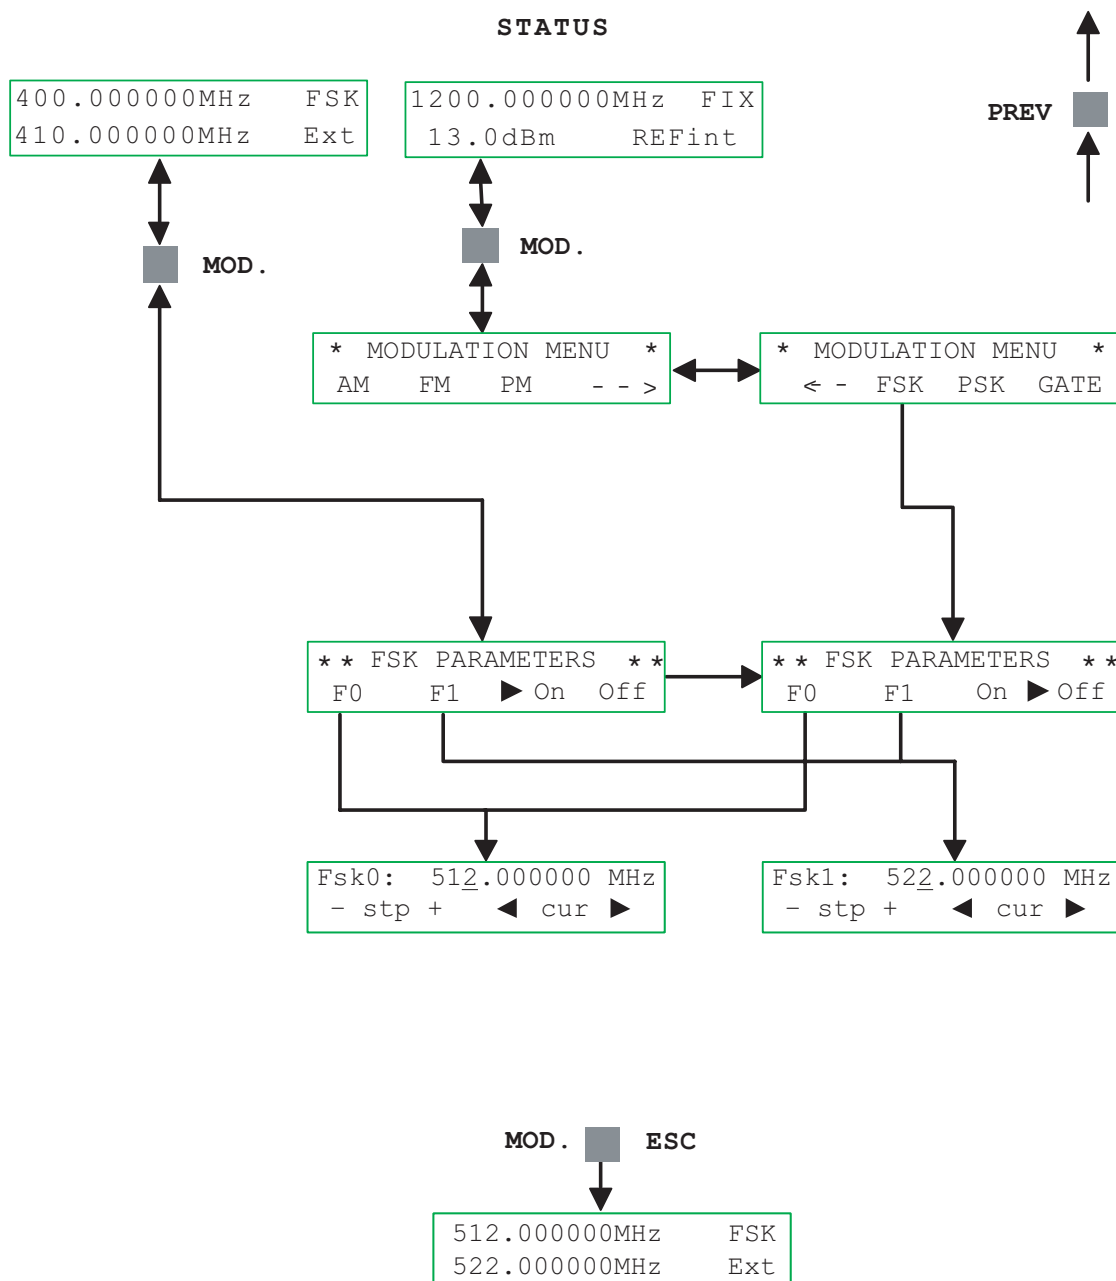 STATUS
400.000000MHz FSK
410.000000MHz Ext
1200.000000MHz FIX
13.0dBm REFint
PREV
MOD.
MOD.
* MODULATION MENU *
AM FM PM -->
* MODULATION MENU *
<- FSK PSK GATE
** FSK PARAMETERS **
F0 F1 ▶On Off
** FSK PARAMETERS **
F0 F1 On ▶Off
Fsk0: 512.000000 MHz
- stp + ◀ cur ▶
Fsk1: 522.000000 MHz
- stp + ◀ cur ▶
MOD. ESC
512.000000MHz FSK
522.000000MHz Ext